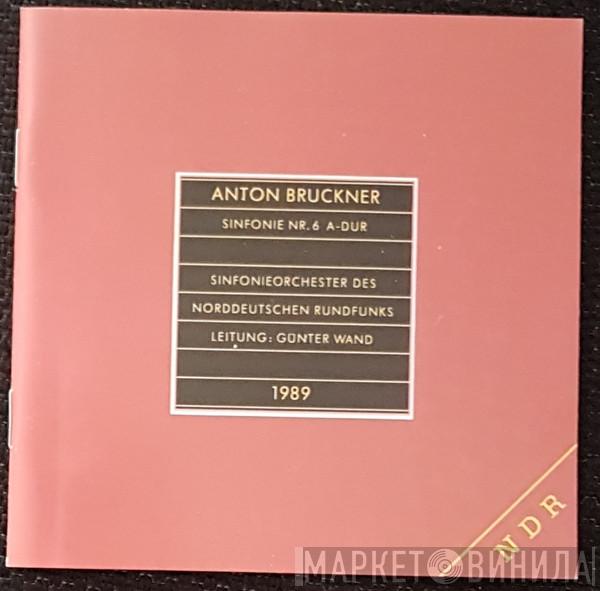 ANTON BRUCKNER
SINFONIE NR. 6 A-DUR
SINFONIEORCHESTER DES
NORDDEUTSCHEN RUNDFUNKS
LEITUNG: GÜNTER WAND
1989
NDR
МАРКЕТ ВИНИЛА